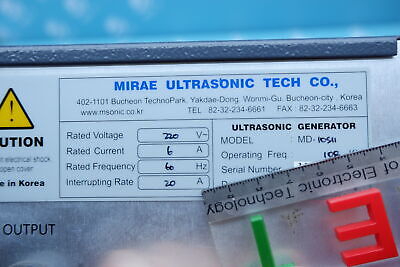 MIRAE ULTRASONIC TECH CO.,
402-1101 Bucheon TechnoPark, Yakdae-Dong, Wonmi-Gu, Bucheon-city, Korea
www.msonic.co.kr TEL 82-32-234-6661 FAX 82-32-234-6663
UTION
t electrical shock
open cover
e in Korea
Rated Voltage 220 V~
Rated Current 6 A
Rated Frequency 60 Hz
Interrupting Rate 20 A
ULTRASONIC GENERATOR
MODEL MD-
Operating Freq
Serial Number
of Electronic Technology
OUTPUT